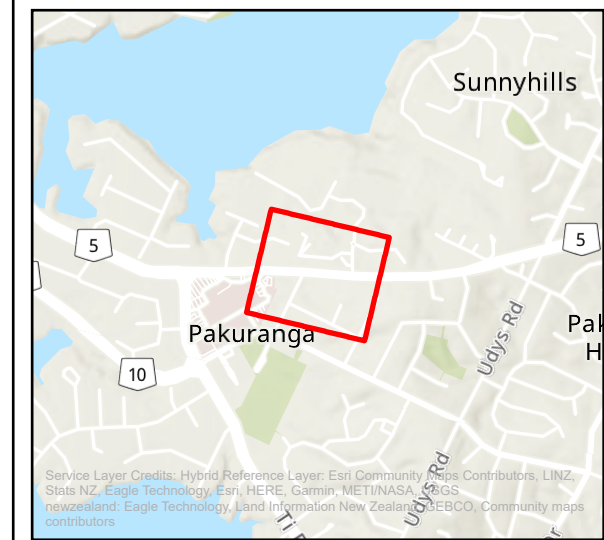 Sunnyhills
5
5
Pakuranga
Udys Rd
10
Udys Rd
Service Layer Credits: Hybrid Reference Layer: Esri Community Maps Contributors, LINZ,
Stats NZ, Eagle Technology, Esri, HERE, Garmin, METI/NASA,
newzealand: Eagle Technology, Land Information New Zealand, GEBCO, Community maps
contributors